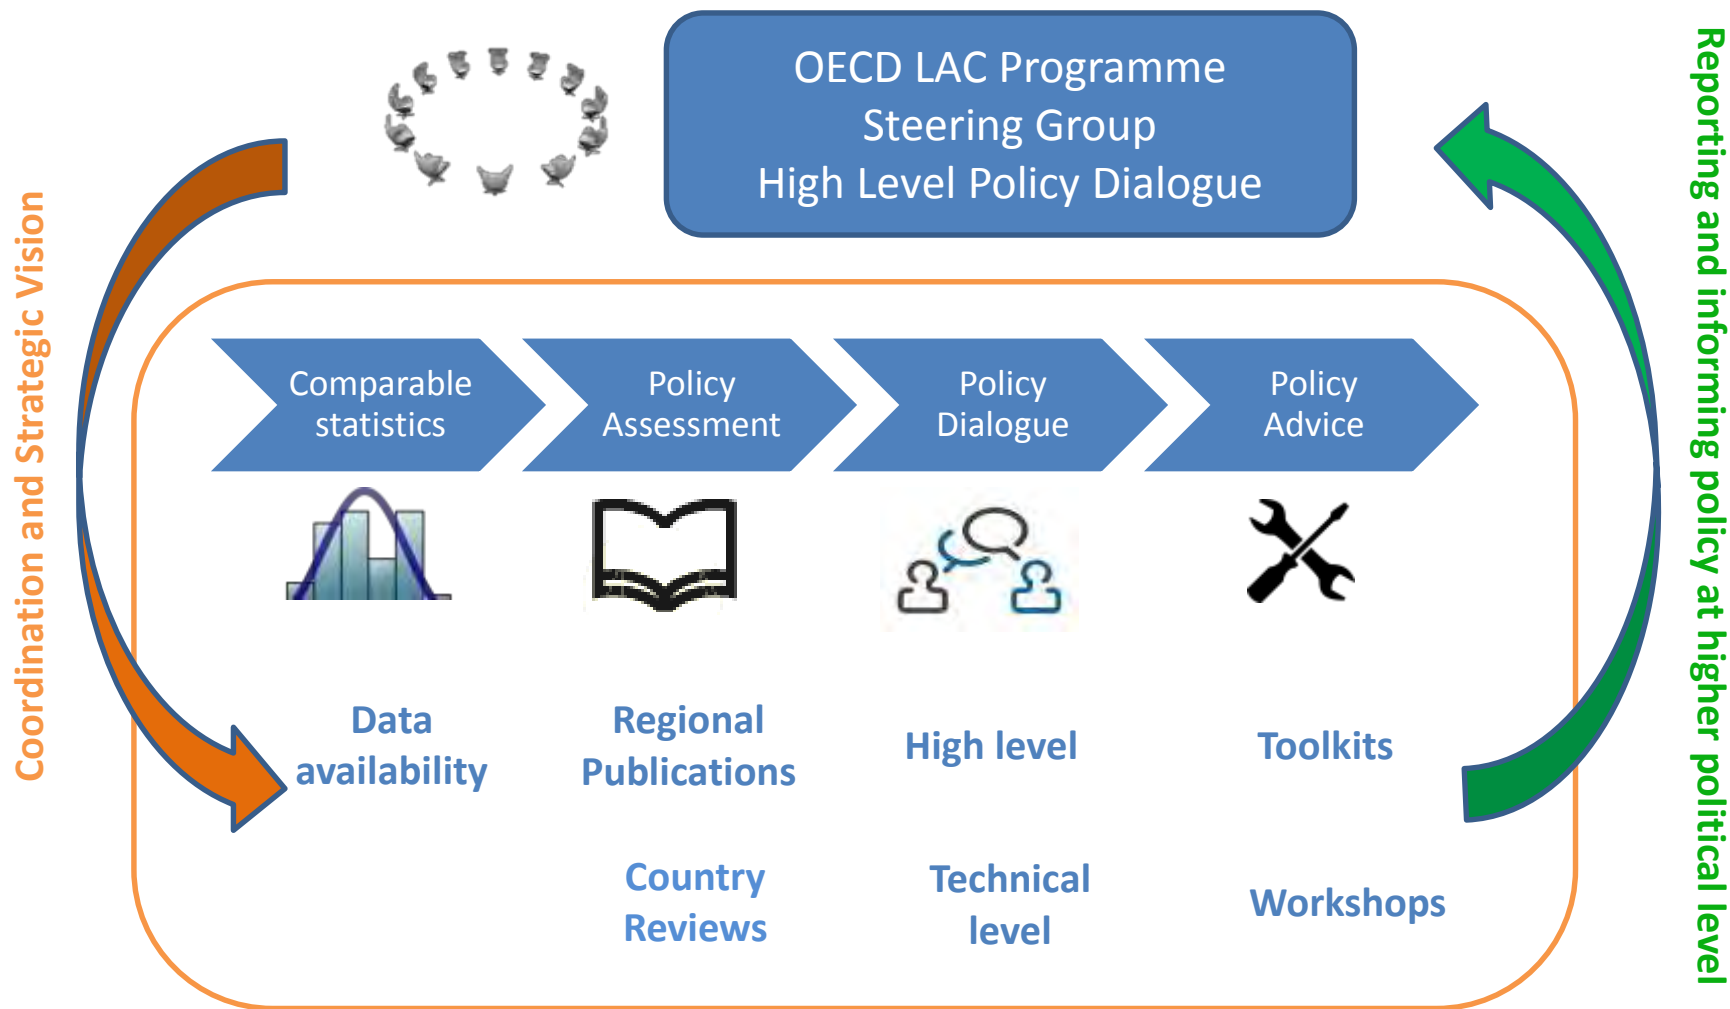 OECD LAC Programme
Steering Group
High Level Policy Dialogue
Coordination and Strategic Vision
Reporting and informing policy at higher political level
Comparable
statistics
Policy
Assessment
Policy
Dialogue
Policy
Advice
Data
availability
Regional
Publications
High level
Toolkits
Country
Reviews
Technical
level
Workshops